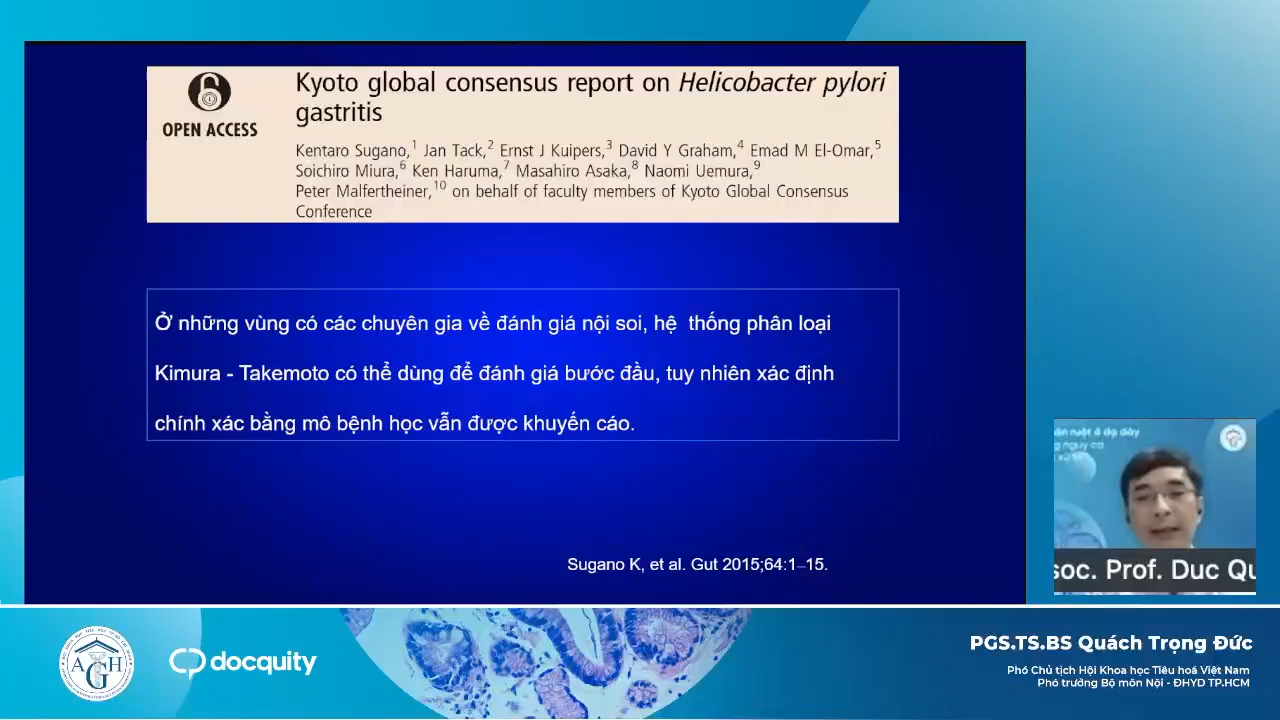 OPEN ACCESS
Kyoto global consensus report on Helicobacter pylori
gastritis
Kentaro Sugano,1 Jan Tack,2 Ernst J Kuipers,3 David Y Graham,4 Emad M El-Omar,5
Soichiro Miura,6 Ken Haruma,7 Masahiro Asaka,8 Naomi Uemura,9
Peter Malfertheiner,10 on behalf of faculty members of Kyoto Global Consensus
Conference
Ở những vùng có các chuyên gia về đánh giá nội soi, hệ thống phân loại
Kimura - Takemoto có thể dùng để đánh giá bước đầu, tuy nhiên xác định
chính xác bằng mô bệnh học vẫn được khuyến cáo.
Sugano K, et al. Gut 2015;64:1–15.
ruột ở dạ dày
nguy cơ
soc. Prof. Duc Qu
AGH
docquity
PGS.TS.BS Quách Trọng Đức
Phó Chủ tịch Hội Khoa học Tiêu hoá Việt Nam
Phó trưởng Bộ môn Nội - ĐHYD TP.HCM